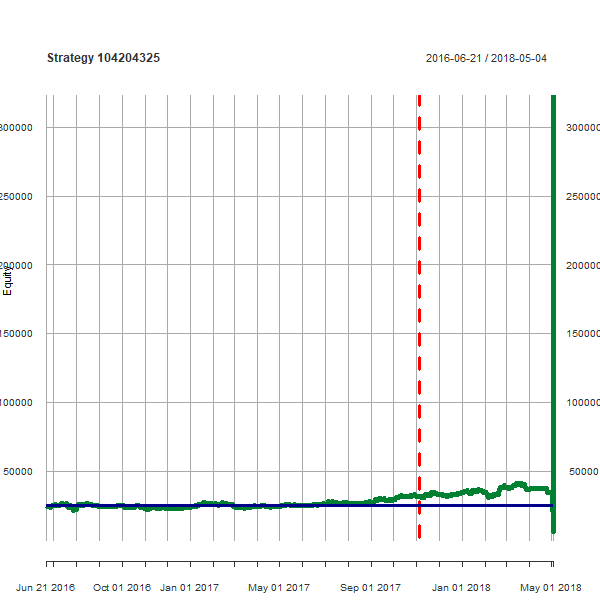 Strategy 104204325 2016-06-21 / 2018-05-04
300000 300000
250000 250000
200000 200000
Equity
150000 150000
100000 100000
50000 50000
Jun 21 2016 Oct 01 2016 Jan 01 2017 May 01 2017 Sep 01 2017 Jan 01 2018 May 01 2018